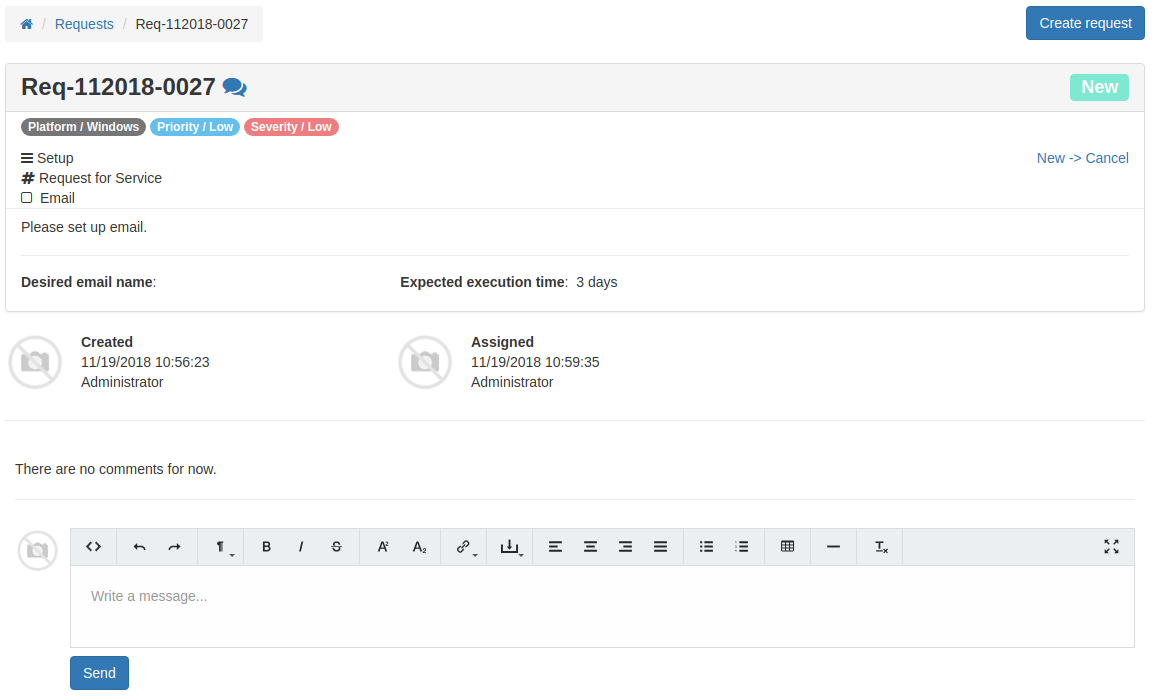 / Requests / Req-112018-0027
Create request
Req-112018-0027
New
Platform / Windows Priority / Low Severity / Low
Setup
New -> Cancel
Request for Service
Email
Please set up email.
Desired email name:
Expected execution time: 3 days
Created
11/19/2018 10:56:23
Administrator
Assigned
11/19/2018 10:59:35
Administrator
There are no comments for now.
Write a message...
Send